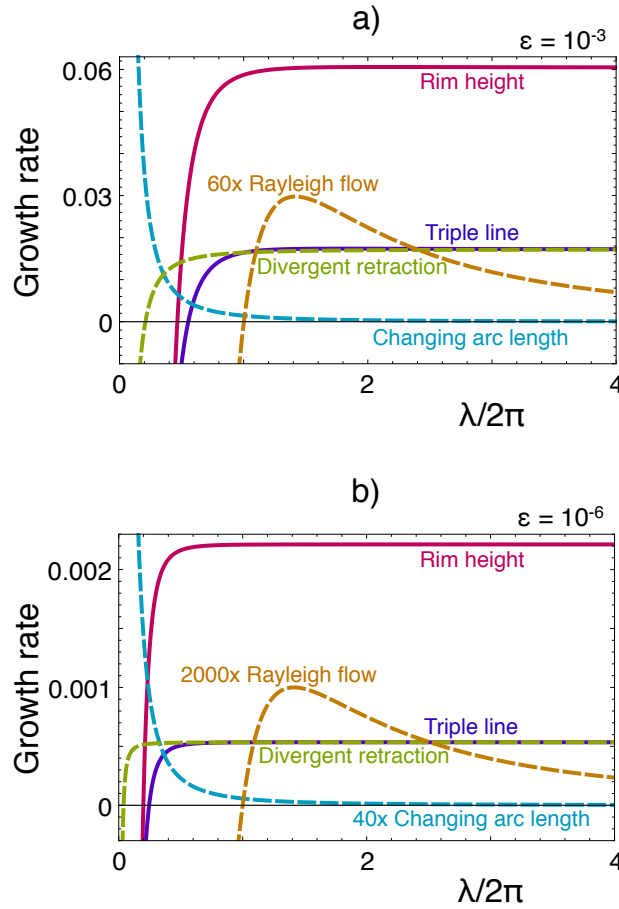 a)
ε = 10-3
0.06
Rim height
60x Rayleigh flow
0.03
Triple line
Divergent retraction
0
Changing arc length
0 2 4
Growth rate
λ/2π
b)
ε = 10-6
0.002
Rim height
2000x Rayleigh flow
0.001
Triple line
Divergent retraction
0
40x Changing arc length
0 2 4
Growth rate
λ/2π